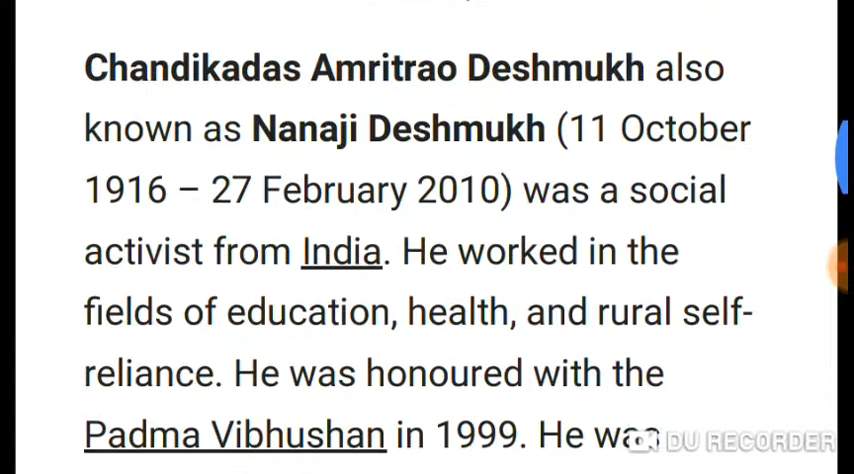 Chandikadas Amritrao Deshmukh also
known as Nanaji Deshmukh (11 October
1916 – 27 February 2010) was a social
activist from India. He worked in the
fields of education, health, and rural self-
reliance. He was honoured with the
Padma Vibhushan in 1999. He was
DU RECORDER